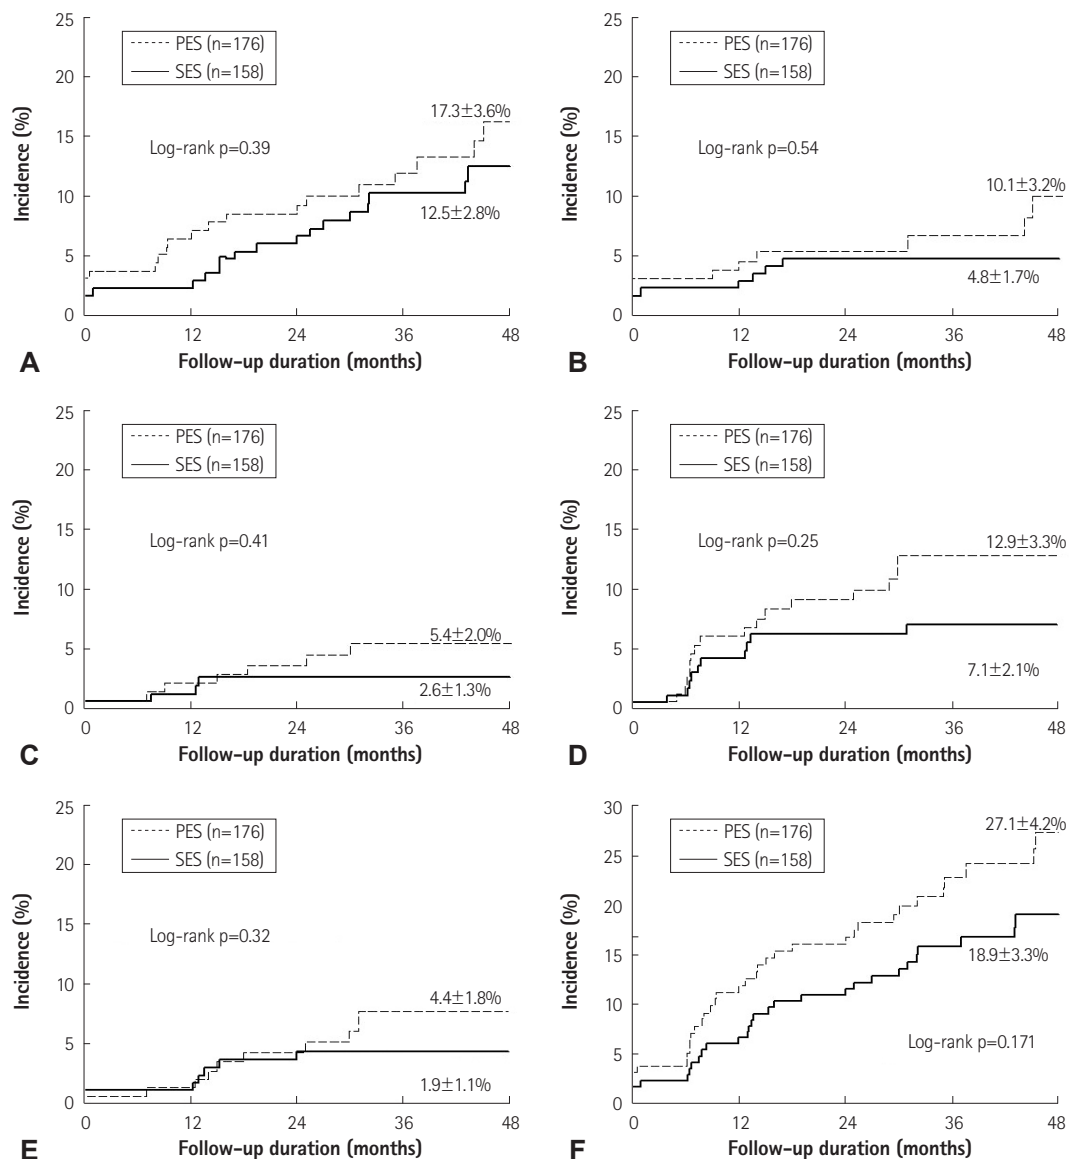 25
20
15
10
5
0
Incidence (%)
PES (n=176)
SES (n=158)
Log-rank p=0.39
17.3±3.6%
12.5±2.8%
0 12 24 36 48
Follow-up duration (months)
A
25
20
15
10
5
0
Incidence (%)
PES (n=176)
SES (n=158)
Log-rank p=0.54
10.1±3.2%
4.8±1.7%
0 12 24 36 48
Follow-up duration (months)
B
25
20
15
10
5
0
Incidence (%)
PES (n=176)
SES (n=158)
Log-rank p=0.41
5.4±2.0%
2.6±1.3%
0 12 24 36 48
Follow-up duration (months)
C
25
20
15
10
5
0
Incidence (%)
PES (n=176)
SES (n=158)
Log-rank p=0.25
12.9±3.3%
7.1±2.1%
0 12 24 36 48
Follow-up duration (months)
D
25
20
15
10
5
0
Incidence (%)
PES (n=176)
SES (n=158)
Log-rank p=0.32
4.4±1.8%
1.9±1.1%
0 12 24 36 48
Follow-up duration (months)
E
30
25
20
15
10
5
0
Incidence (%)
PES (n=176)
SES (n=158)
27.1±4.2%
18.9±3.3%
Log-rank p=0.171
0 12 24 36 48
Follow-up duration (months)
F